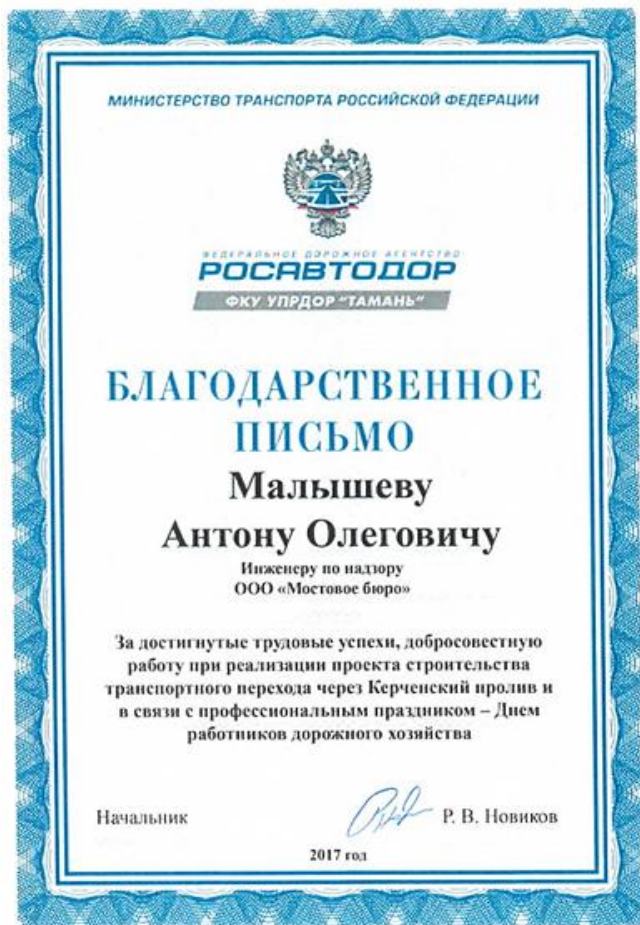 МИНИСТЕРСТВО ТРАНСПОРТА РОССИЙСКОЙ ФЕДЕРАЦИИ
ФЕДЕРАЛЬНОЕ ДОРОЖНОЕ АГЕНТСТВО
РОСАВТОДОР
ФКУ УПРДОР "ТАМАНЬ"
БЛАГОДАРСТВЕННОЕ
ПИСЬМО
Малышеву
Антону Олеговичу
Инженеру по надзору
ООО «Мостовое бюро»
За достигнутые трудовые успехи, добросовестную
работу при реализации проекта строительства
транспортного перехода через Керченский пролив и
в связи с профессиональным праздником – Днем
работников дорожного хозяйства
Начальник Р. В. Новиков
2017 год